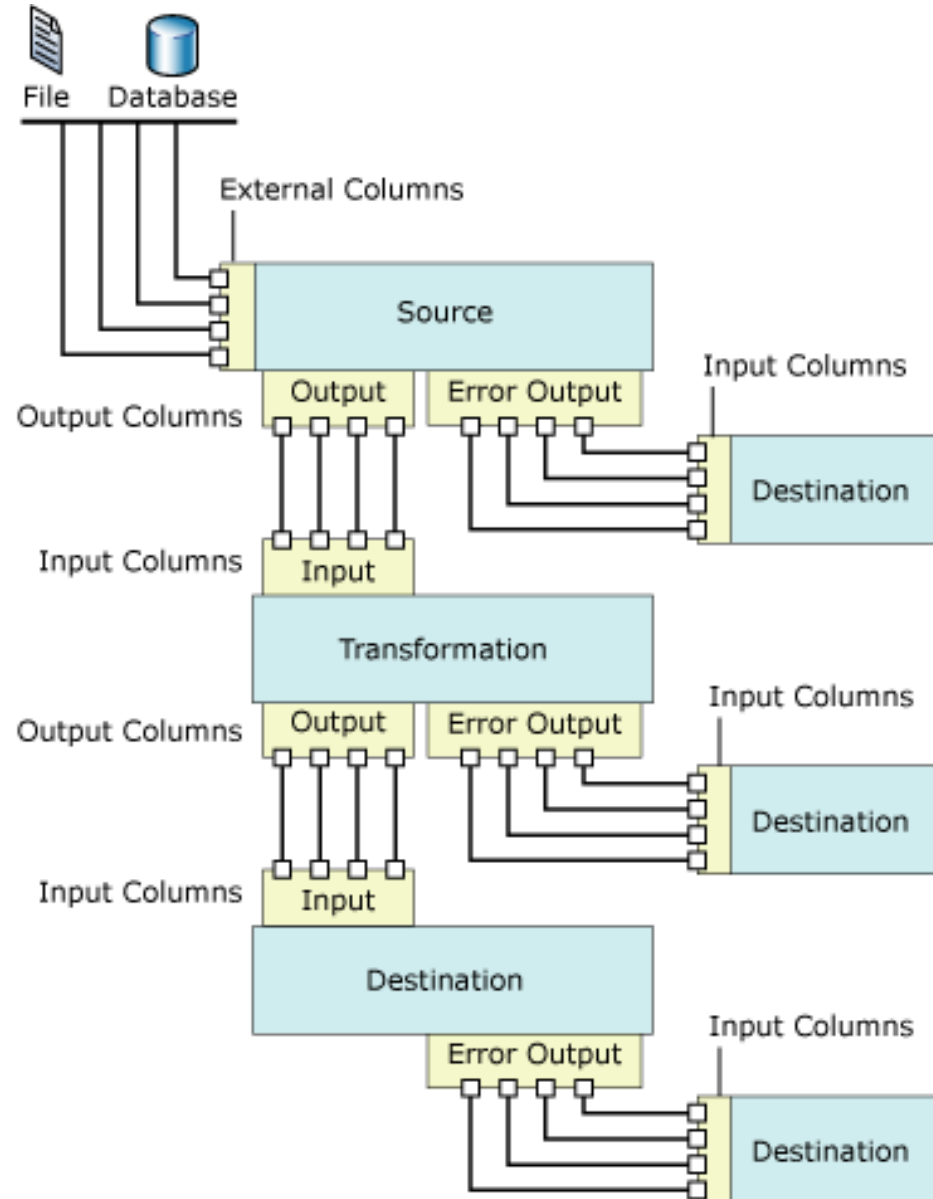 File
Database
External Columns
Source
Input Columns
Output
Error Output
Output Columns
Destination
Input Columns
Input
Transformation
Input Columns
Output
Error Output
Output Columns
Destination
Input Columns
Input
Destination
Input Columns
Error Output
Destination